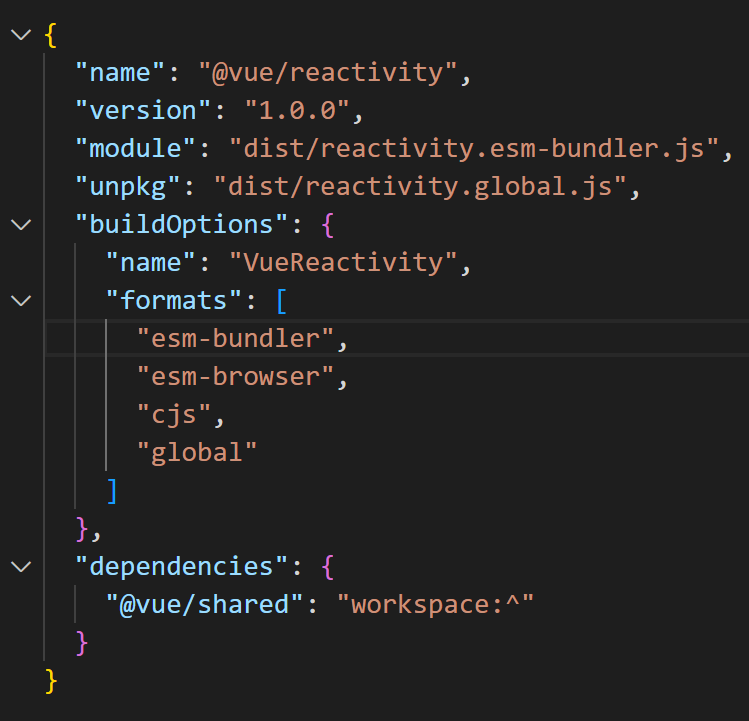 {
  "name": "@vue/reactivity",
  "version": "1.0.0",
  "module": "dist/reactivity.esm-bundler.js",
  "unpkg": "dist/reactivity.global.js",
  "buildOptions": {
    "name": "VueReactivity",
    "formats": [
      "esm-bundler",
      "esm-browser",
      "cjs",
      "global"
    ]
  },
  "dependencies": {
    "@vue/shared": "workspace:^"
  }
}